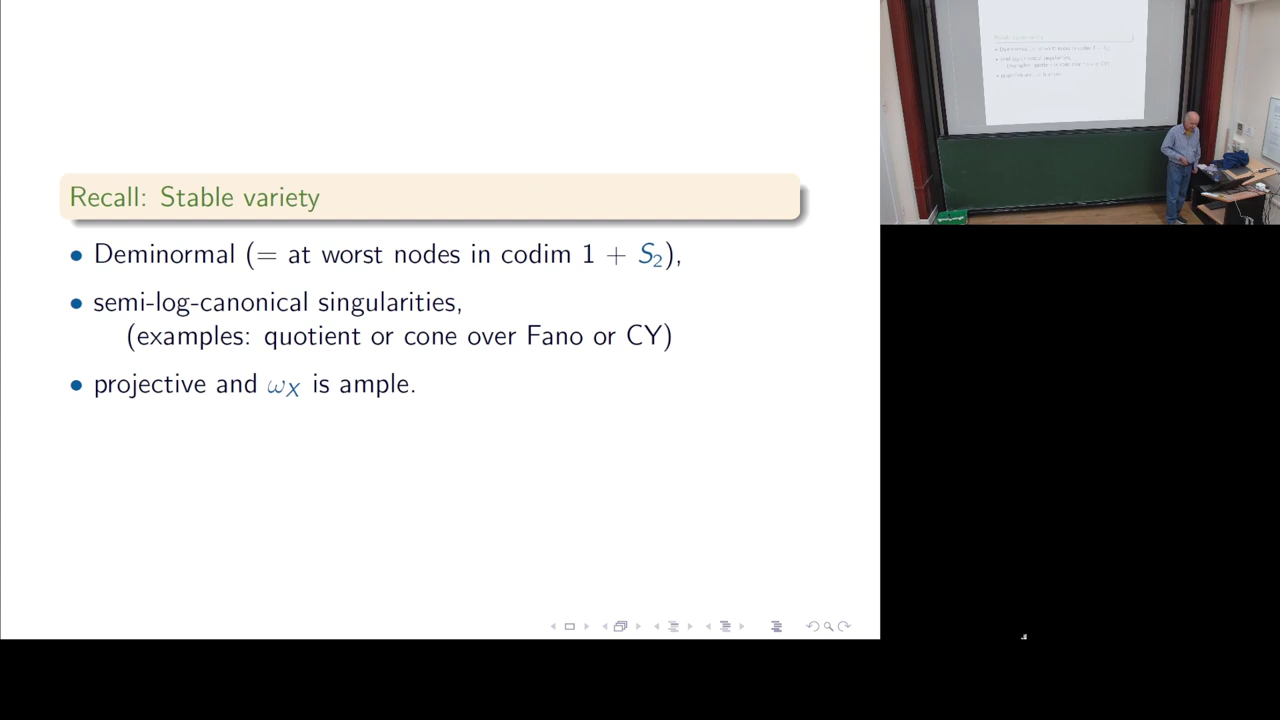 Recall: Stable variety
• Deminormal (= at worst nodes in codim 1 + S₂),
• semi-log-canonical singularities,
(examples: quotient or cone over Fano or CY)
• projective and ω_X is ample.